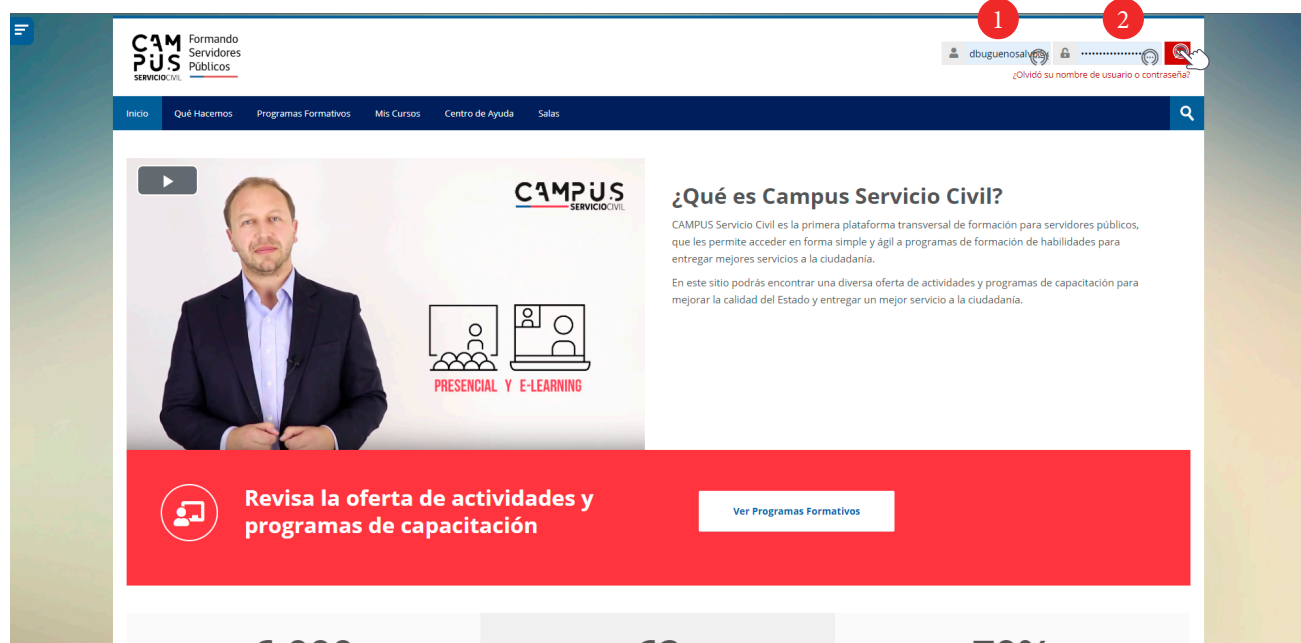 1 2
CAMPUS
SERVICIO CIVIL
Formando
Servidores
Públicos
••••••••••••••••••
¿Olvidó su nombre de usuario o contraseña?
Inicio Qué Hacemos Programas Formativos Mis Cursos Centro de Ayuda Salas
CAMPUS
SERVICIO CIVIL
PRESENCIAL Y E-LEARNING
¿Qué es Campus Servicio Civil?
CAMPUS Servicio Civil es la primera plataforma transversal de formación para servidores públicos,
que les permite acceder en forma simple y ágil a programas de formación de habilidades para
entregar mejores servicios a la ciudadanía.
En este sitio podrás encontrar una diversa oferta de actividades y programas de capacitación para
mejorar la calidad del Estado y entregar un mejor servicio a la ciudadanía.
Revisa la oferta de actividades y
programas de capacitación
Ver Programas Formativos